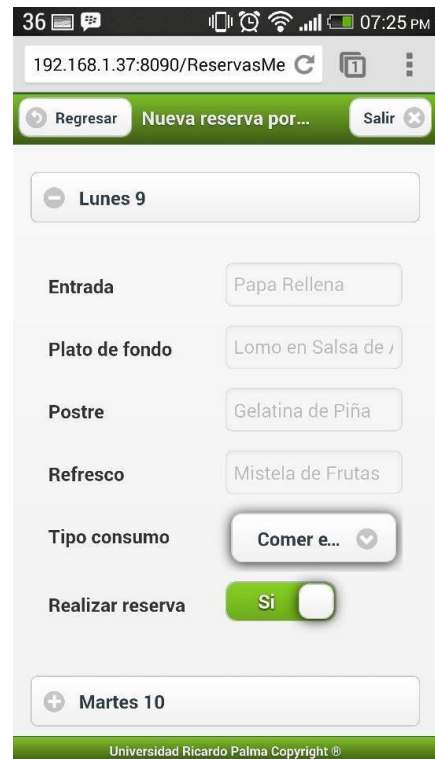 36 07:25 PM
192.168.1.37:8090/ReservasMe 1
Regresar Nueva reserva por... Salir
Lunes 9
Entrada Papa Rellena
Plato de fondo Lomo en Salsa de
Postre Gelatina de Piña
Refresco Mistela de Frutas
Tipo consumo Comer e...
Realizar reserva Si
Martes 10
Universidad Ricardo Palma Copyright ®